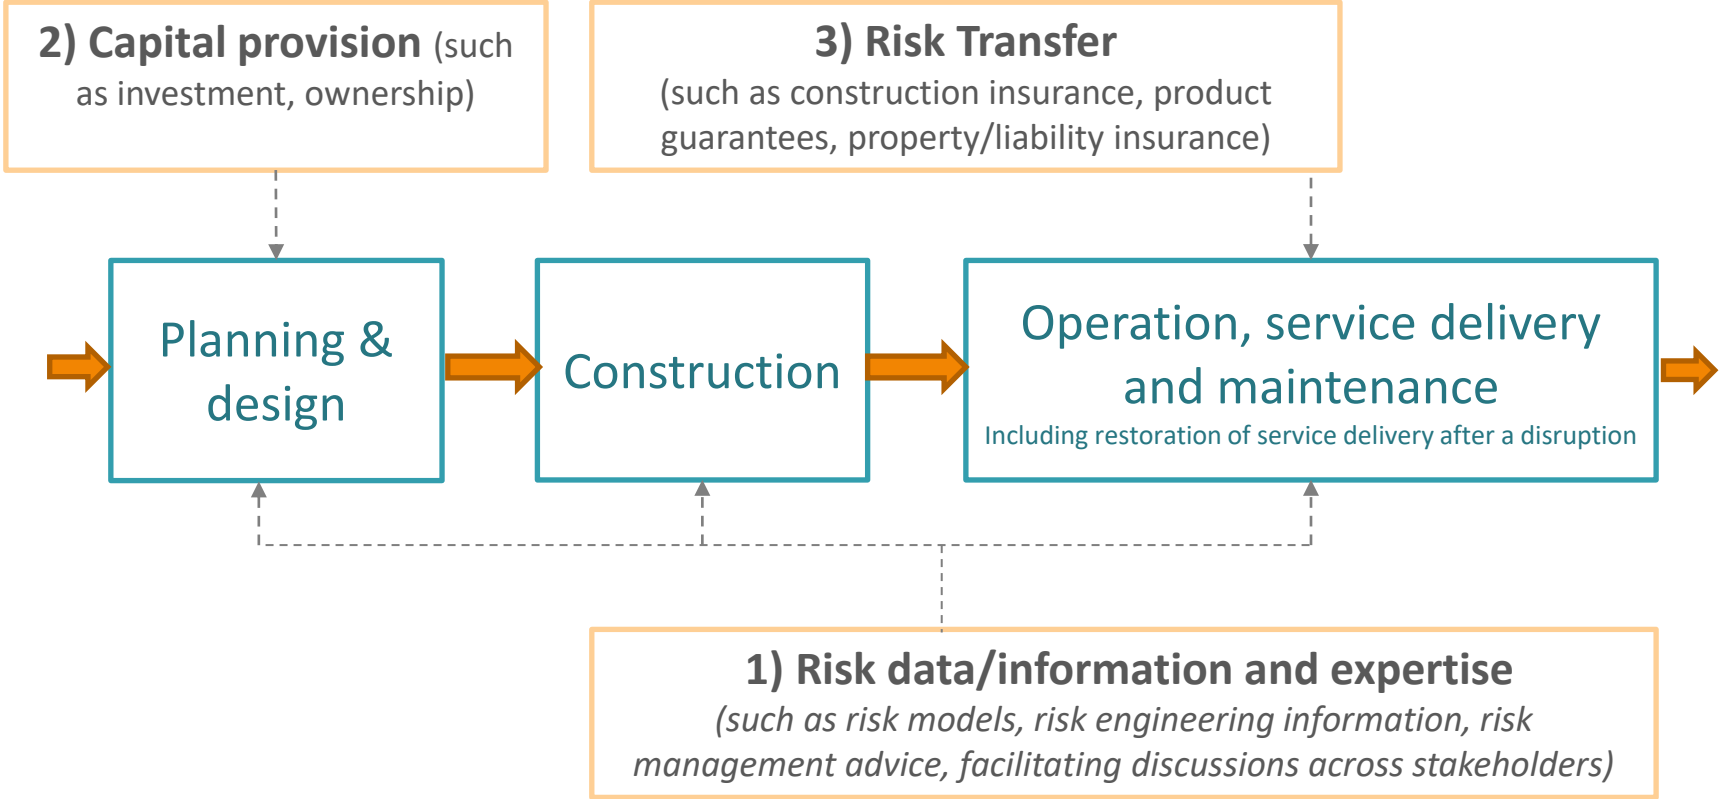 2) Capital provision (such
as investment, ownership)
3) Risk Transfer
(such as construction insurance, product
guarantees, property/liability insurance)
Planning &
design
Construction
Operation, service delivery
and maintenance
Including restoration of service delivery after a disruption
1) Risk data/information and expertise
(such as risk models, risk engineering information, risk
management advice, facilitating discussions across stakeholders)